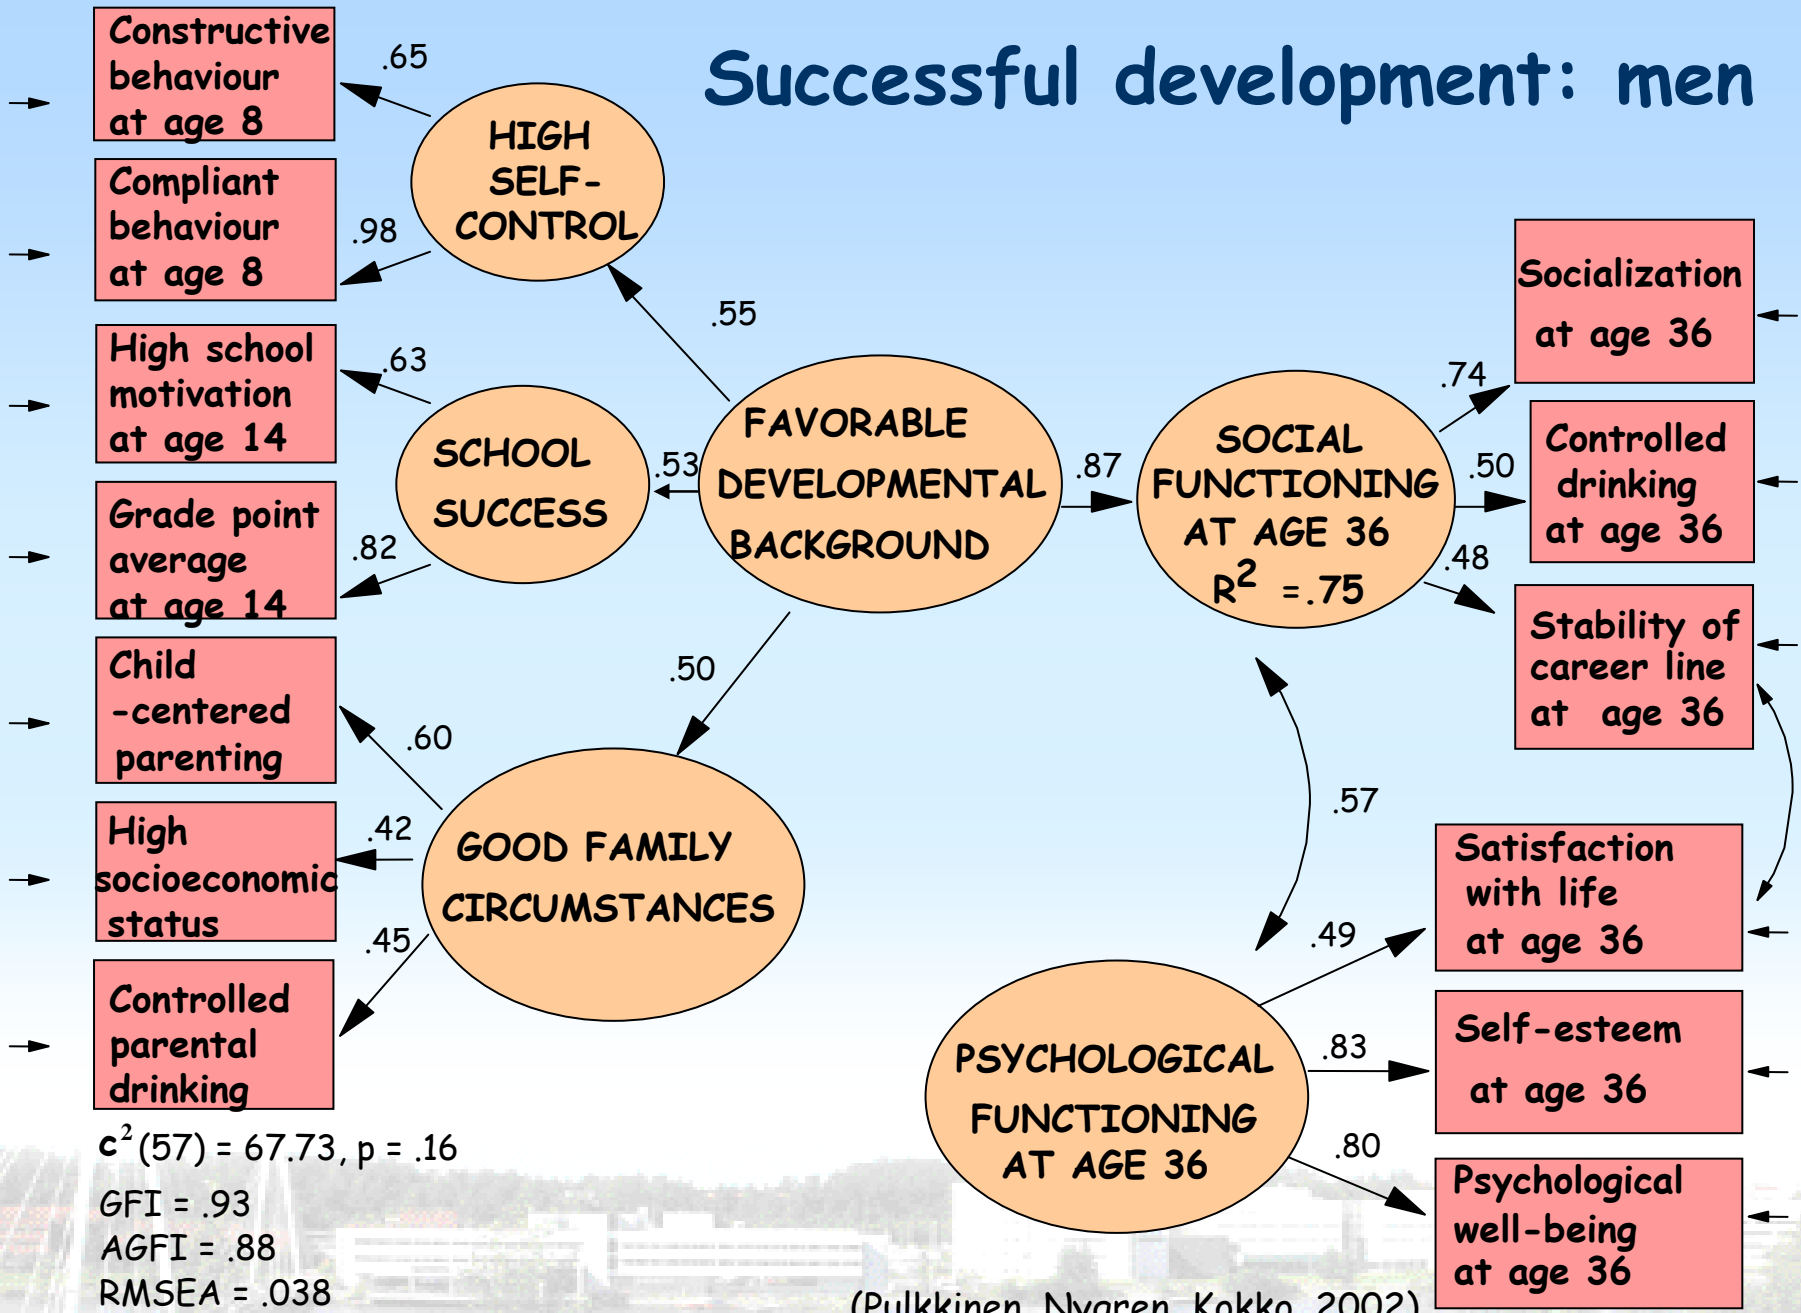 Successful development: men
Constructive
behaviour
at age 8
.65
Compliant
behaviour
at age 8
.98
HIGH
SELF-
CONTROL
.55
High school
motivation
at age 14
.63
Grade point
average
at age 14
.82
SCHOOL
SUCCESS
.53
FAVORABLE
DEVELOPMENTAL
BACKGROUND
.87
SOCIAL
FUNCTIONING
AT AGE 36
R² =.75
.74
Socialization
at age 36
.50
Controlled
drinking
at age 36
.48
Stability of
career line
at age 36
.50
Child
-centered
parenting
.60
High
socioeconomic
status
.42
Controlled
parental
drinking
.45
GOOD FAMILY
CIRCUMSTANCES
.57
PSYCHOLOGICAL
FUNCTIONING
AT AGE 36
.49
Satisfaction
with life
at age 36
.83
Self-esteem
at age 36
.80
Psychological
well-being
at age 36
c²(57) = 67.73, p = .16
GFI = .93
AGFI = .88
RMSEA = .038
(Pulkkinen, Nygren, Kokko, 2002)